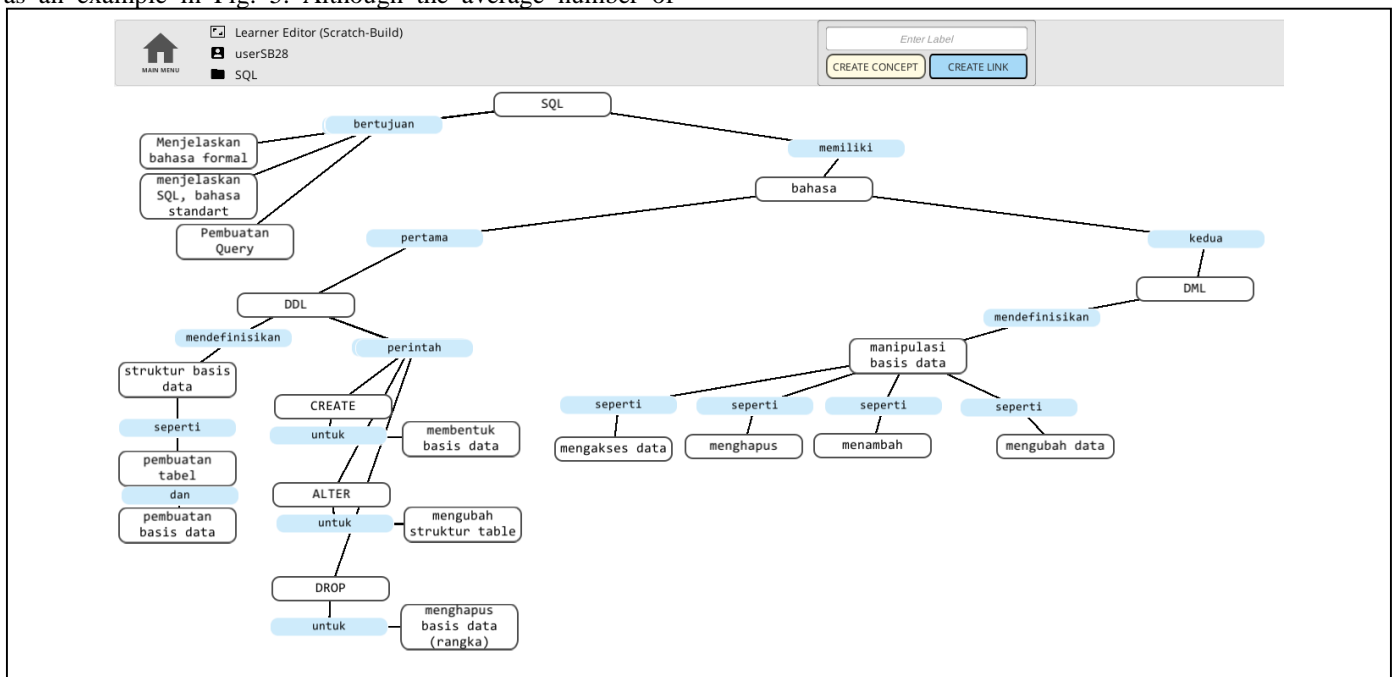 as an example in Fig. 5. Although the average number of
Learner Editor (Scratch-Build)
userSB28
SQL
MAIN MENU
Enter Label
CREATE CONCEPT
CREATE LINK
SQL
bertujuan
memiliki
Menjelaskan
bahasa formal
menjelaskan
SQL, bahasa
standart
Pembuatan
Query
bahasa
pertama
kedua
DDL
DML
mendefinisikan
perintah
mendefinisikan
struktur basis
data
manipulasi
basis data
seperti
pembuatan
tabel
dan
pembuatan
basis data
CREATE
untuk
membentuk
basis data
ALTER
untuk
mengubah
struktur table
DROP
untuk
menghapus
basis data
(rangka)
seperti
seperti
seperti
seperti
mengakses data
menghapus
menambah
mengubah data